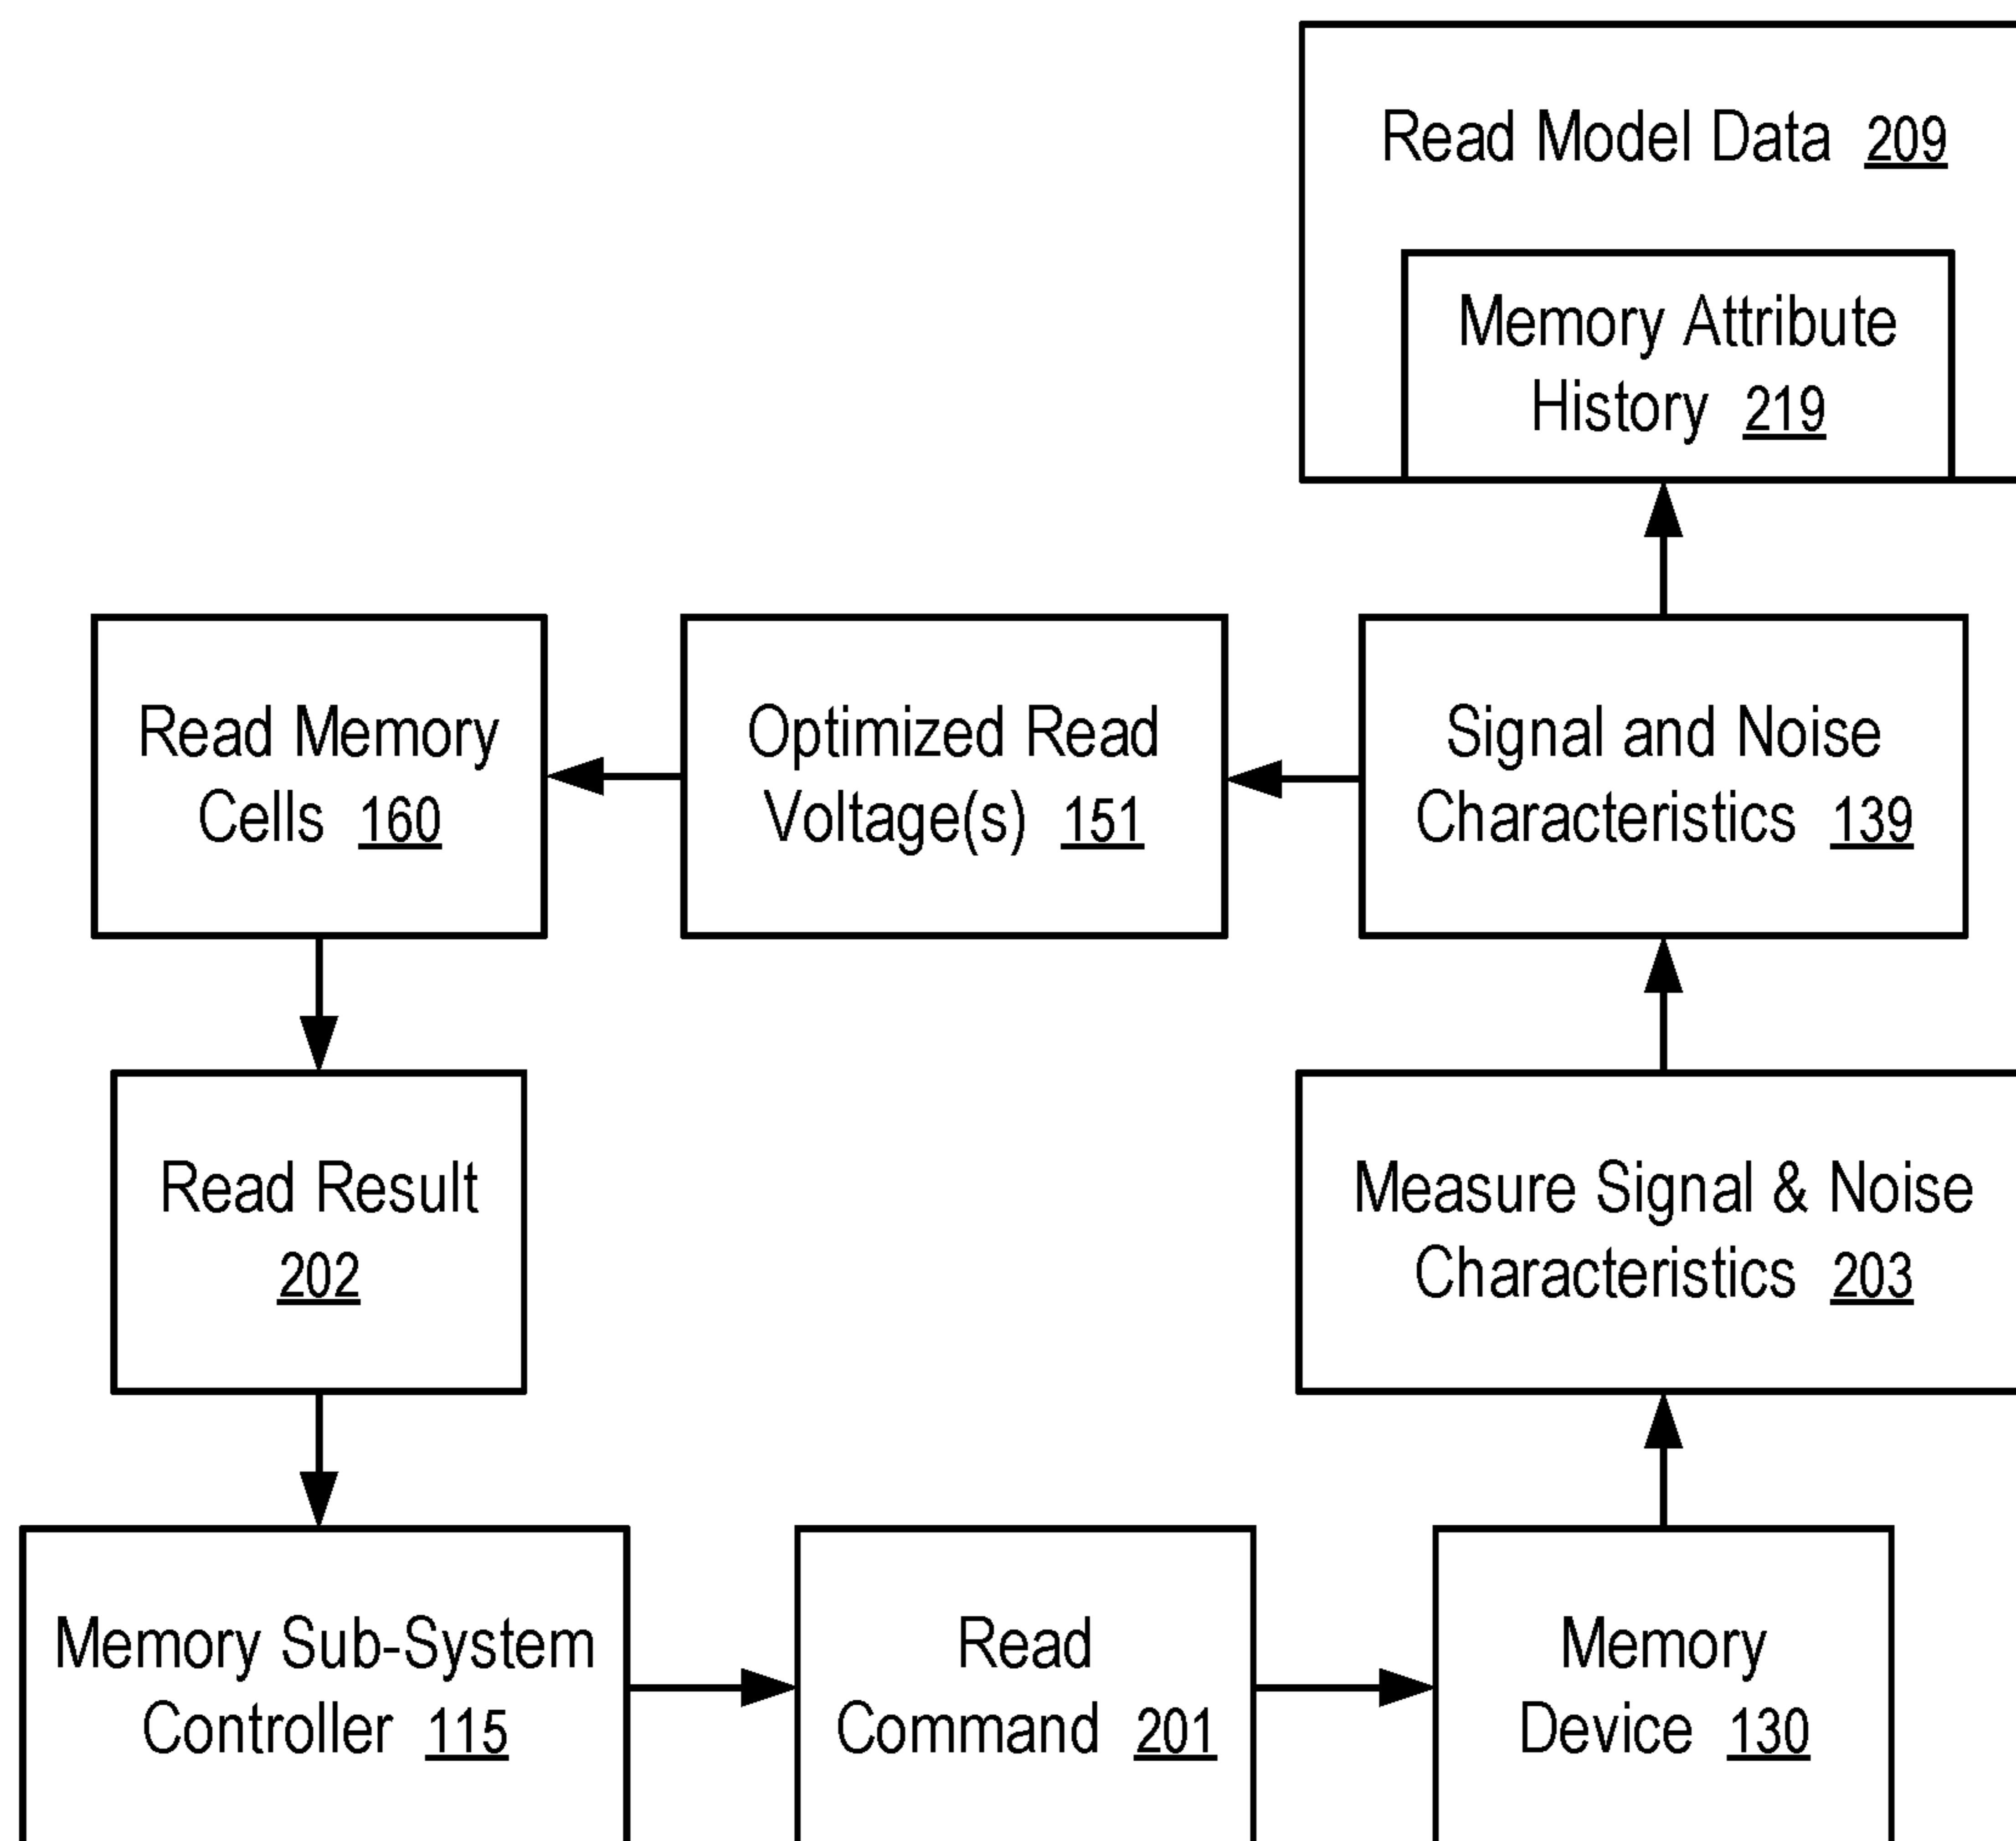 Read Model Data 209
Memory Attribute
History 219
Read Memory
Cells 160
Optimized Read
Voltage(s) 151
Signal and Noise
Characteristics 139
Read Result
202
Measure Signal & Noise
Characteristics 203
Memory Sub-System
Controller 115
Read
Command 201
Memory
Device 130